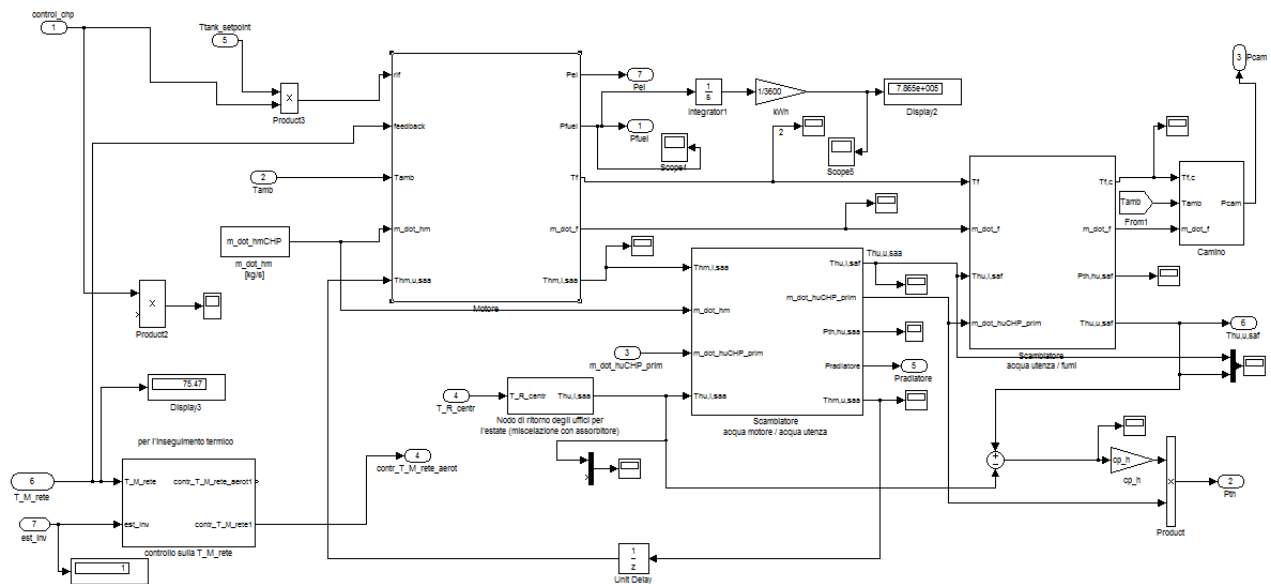 control_chp
1
Ttank_setpoint
5
X
Product3
rif
feedback
Tamb
m_dot_hm
Thm,u,saa
Pel
Pfuel
Tf
m_dot_f
Thm,i,saa
Motore
2
Tamb
m_dot_hmCHP
m_dot_hm
[kg/s]
X
Product2
7
Pel
1
Pfuel
1
s
Integrator1
1/3600
kWh
7.865e+005
Display2
Scope4
2
Scope5
3
Pcam
Tf
m_dot_f
Thu,i,saf
m_dot_huCHP_prim
Tf,c
m_dot_f
Pth,hu,saf
Thu,u,saf
Scambiatore
acqua utenza / fumi
Tamb
From1
Tf,c
Tamb
m_dot_f
Pcam
Camino
Thu,u,saa
Thm,i,saa
m_dot_hm
m_dot_huCHP_prim
Thu,i,saa
Thu,i,saf
m_dot_huCHP_prim
Pth,hu,saa
Pradiatore
Thm,u,saa
Scambiatore
acqua motore / acqua utenza
3
m_dot_huCHP_prim
5
Pradiatore
6
Thu,u,saf
4
T_R_centr
T_R_centr
Thu,i,saa
Nodo di ritorno degli uffici per
l'estate (miscelazione con assorbitore)
75.47
Display3
per l'inseguimento termico
6
T_M_rete
7
est_inv
T_M_rete
est_inv
contr_T_M_rete_aerot1
contr_T_M_rete1
controllo sulla T_M_rete
1
4
contr_T_M_rete_aerot
1
z
Unit Delay
+
−
cp_h
cp_h
X
Product
2
Pth